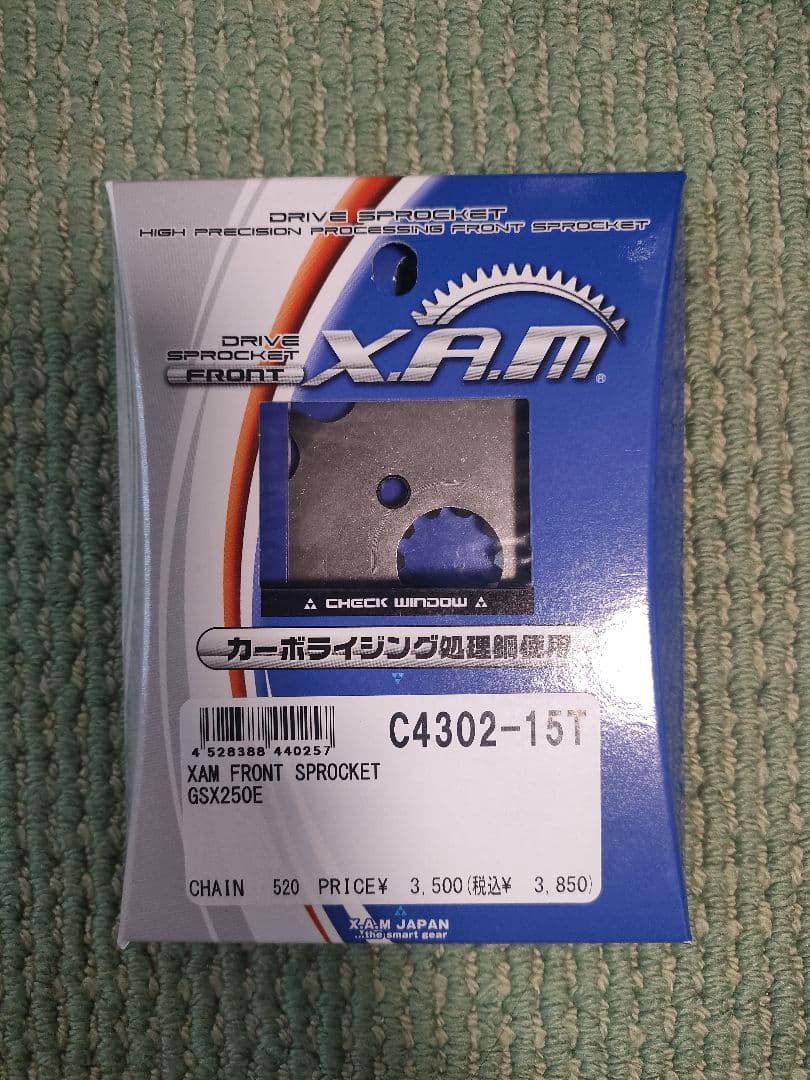 DRIVE SPROCKET
HIGH PRECISION PROCESSING FRONT SPROCKET
DRIVE
SPROCKET
FRONT
X.A.M®
CHECK WINDOW
カーボライジング処理鋼使用
4 528388 440257
C4302-15T
XAM FRONT SPROCKET
GSX250E
CHAIN 520 PRICE¥ 3,500(税込¥ 3,850)
X.A.M JAPAN
...the smart gear